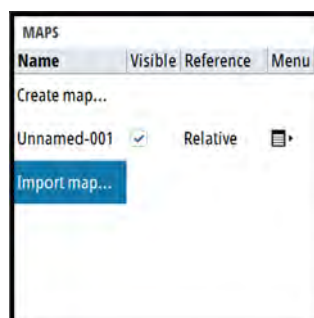 MAPS
Name Visible Reference Menu
Create map...
Unnamed-001 Relative
Import map...